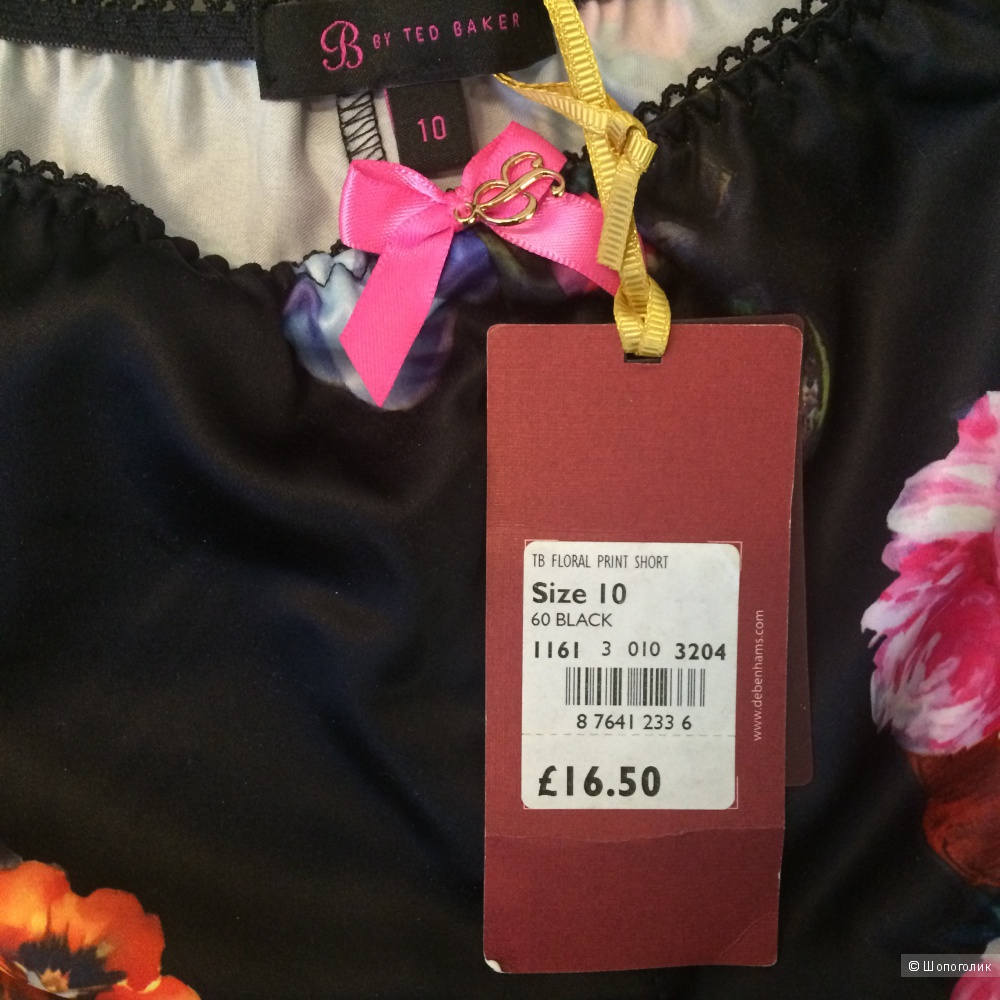 B BY TED BAKER
10
TB FLORAL PRINT SHORT
Size 10
60 BLACK
1161 3 010 3204
8 7641 233 6
£16.50
www.debenhams.com
© Шопоголик